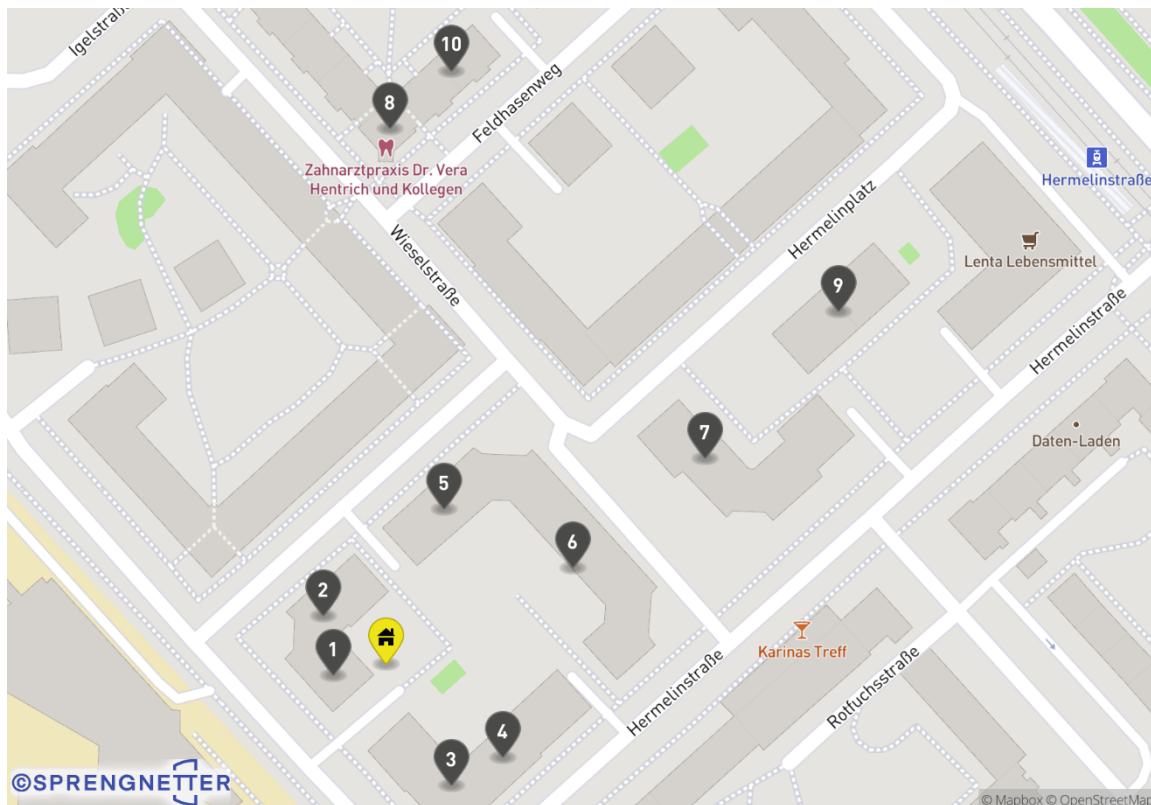 Igelstraße
10
8
Feldhasenweg
Zahnarztpraxis Dr. Vera
Hentrich und Kollegen
Hermelinstraße
Hermelinplatz
Wieselstraße
Lenta Lebensmittel
9
Hermelinstraße
7
Daten-Laden
5
6
2
1
Karinas Treff
Hermelinstraße
Rotfuchsstraße
4
3
©SPRENGNETTER
© Mapbox © OpenStreetMap